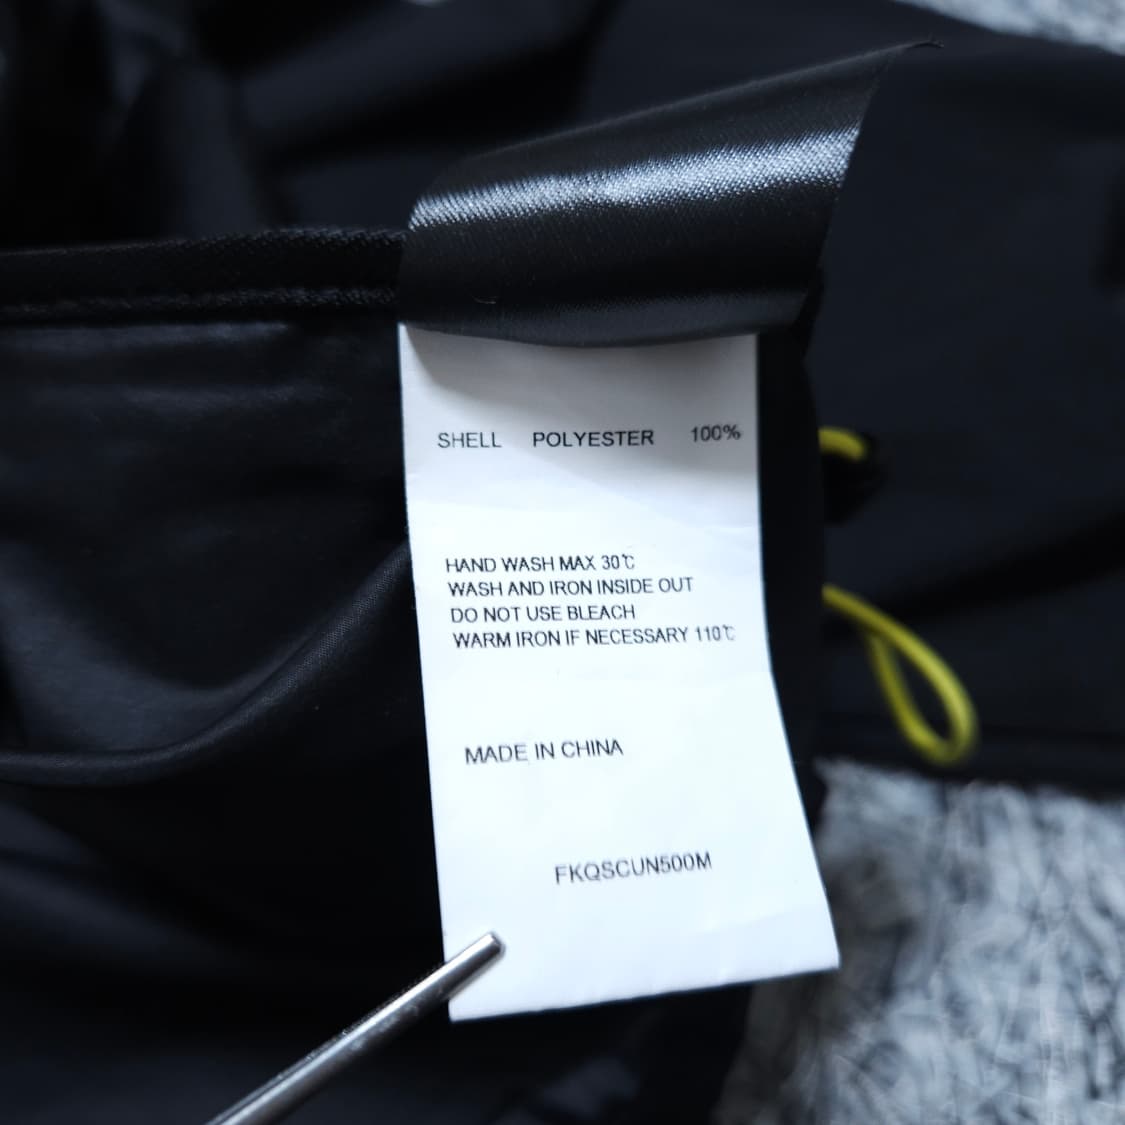 SHELL POLYESTER 100%
HAND WASH MAX 30℃
WASH AND IRON INSIDE OUT
DO NOT USE BLEACH
WARM IRON IF NECESSARY 110℃
MADE IN CHINA
FKQSCUN500M